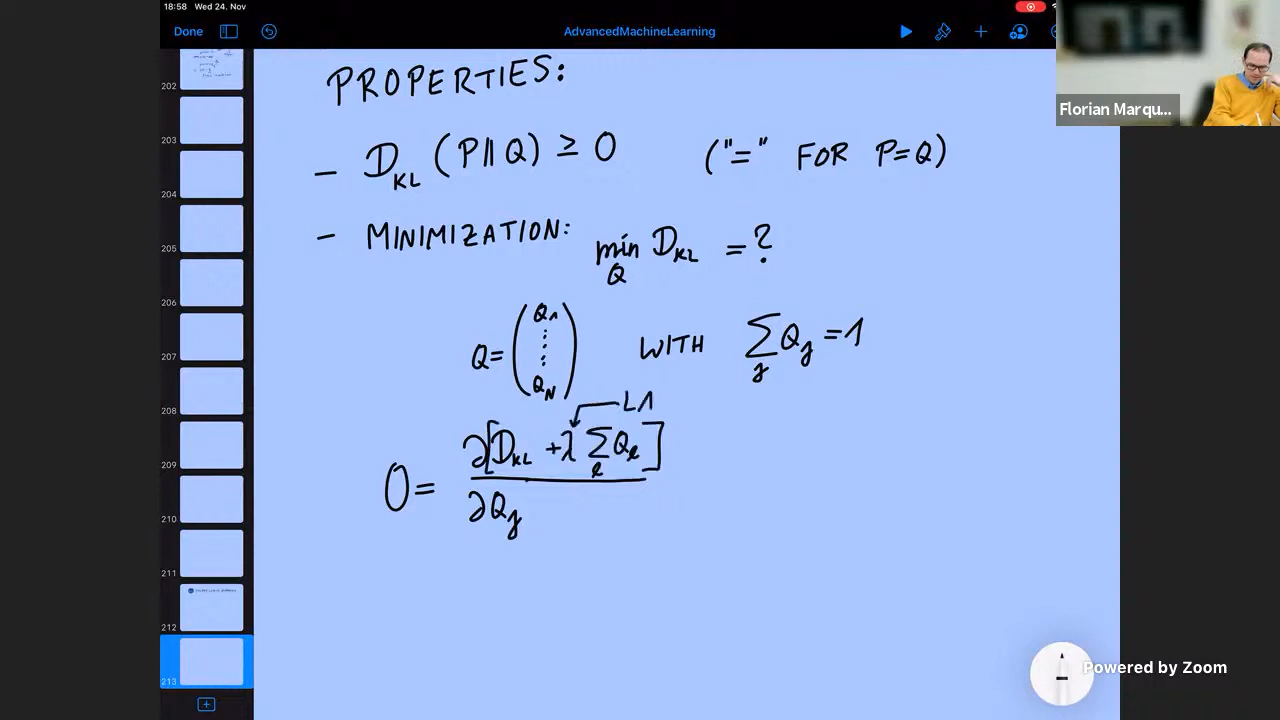 18:58 Wed 24. Nov
Done
AdvancedMachineLearning
Florian Marqu...
PROPERTIES:
- D_KL (P||Q) ≥ 0 ("=" FOR P=Q)
- MINIMIZATION: min_Q D_KL = ?
Q = (Q_1 ⋮ Q_N) WITH ∑_j Q_j = 1
L1
0 = ∂[D_KL + λ ∑_l Q_l] / ∂Q_j
202
203
204
205
206
207
208
209
210
211
212
213
Powered by Zoom